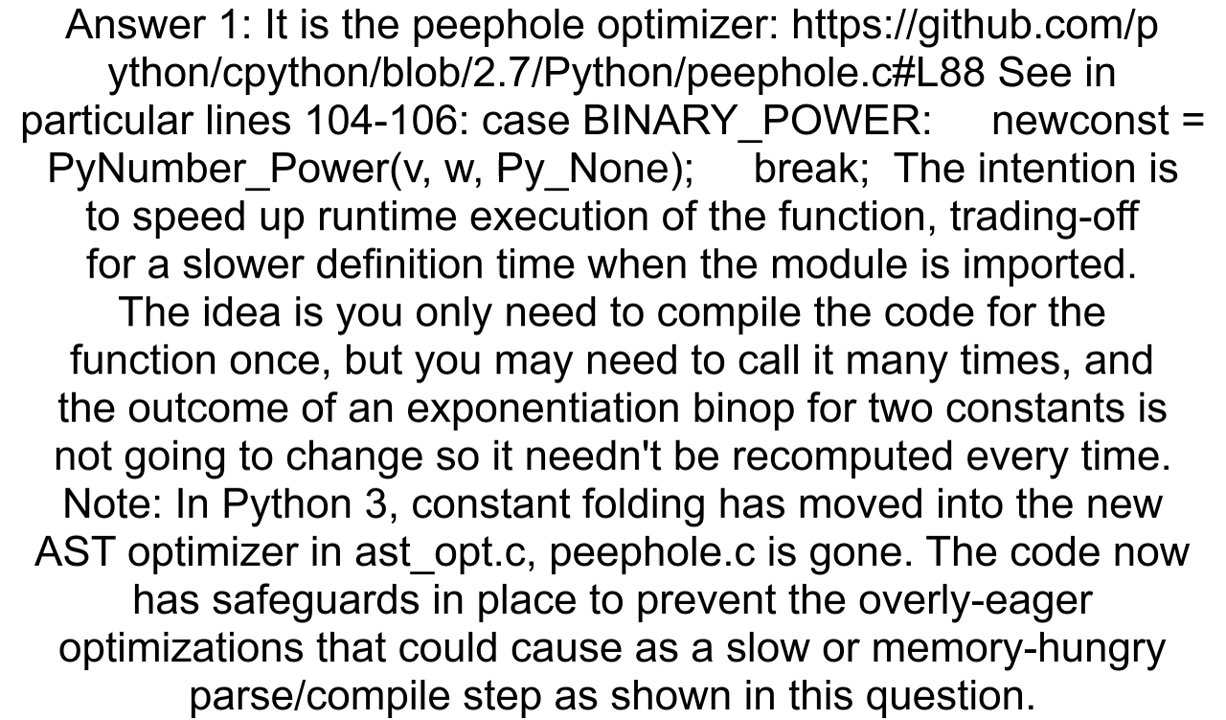 Answer 1: It is the peephole optimizer: https://github.com/p
ython/cpython/blob/2.7/Python/peephole.c#L88 See in
particular lines 104-106: case BINARY_POWER:     newconst =
PyNumber_Power(v, w, Py_None);     break;  The intention is
to speed up runtime execution of the function, trading-off
for a slower definition time when the module is imported.
The idea is you only need to compile the code for the
function once, but you may need to call it many times, and
the outcome of an exponentiation binop for two constants is
not going to change so it needn't be recomputed every time.
Note: In Python 3, constant folding has moved into the new
AST optimizer in ast_opt.c, peephole.c is gone. The code now
has safeguards in place to prevent the overly-eager
optimizations that could cause as a slow or memory-hungry
parse/compile step as shown in this question.